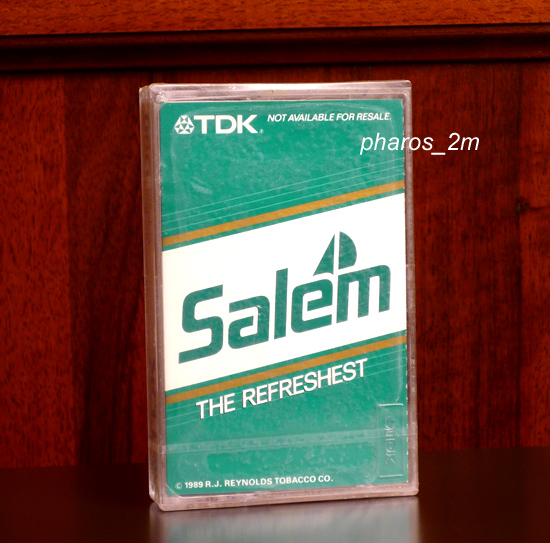 TDK. NOT AVAILABLE FOR RESALE.
pharos_2m
Salem
THE REFRESHEST
© 1989 R.J. REYNOLDS TOBACCO CO.